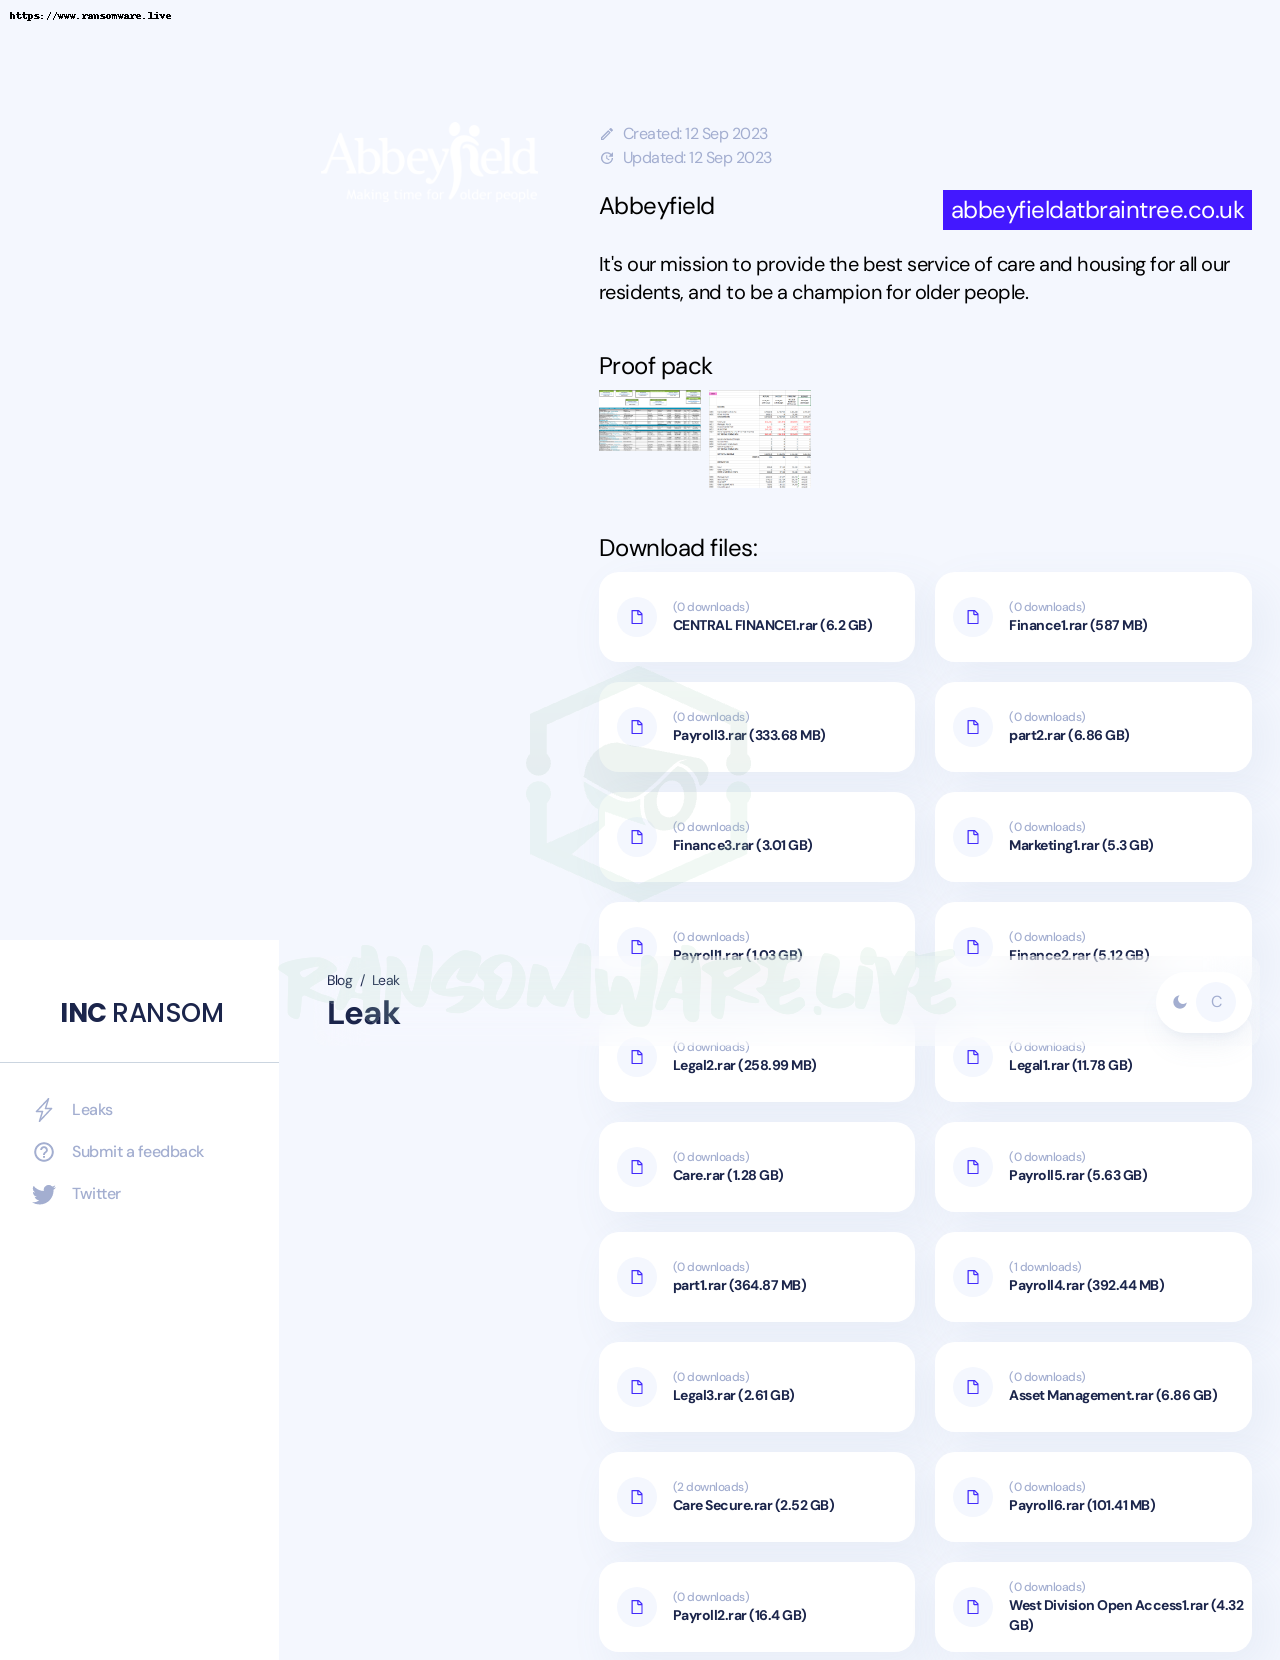 https://www.ransomware.live
Abbeyfield
Making time for older people
Created: 12 Sep 2023
Updated: 12 Sep 2023
Abbeyfield
abbeyfieldatbraintree.co.uk
It's our mission to provide the best service of care and housing for all our
residents, and to be a champion for older people.
Proof pack
Download files:
(0 downloads)
CENTRAL FINANCE1.rar (6.2 GB)
(0 downloads)
Finance1.rar (587 MB)
(0 downloads)
Payroll3.rar (333.68 MB)
(0 downloads)
part2.rar (6.86 GB)
(0 downloads)
Finance3.rar (3.01 GB)
(0 downloads)
Marketing1.rar (5.3 GB)
(0 downloads)
Payroll1.rar (1.03 GB)
(0 downloads)
Finance2.rar (5.12 GB)
RANSOMWARE.LIVE
INC RANSOM
Leaks
Submit a feedback
Twitter
Blog / Leak
Leak
C
(0 downloads)
Legal2.rar (258.99 MB)
(0 downloads)
Legal1.rar (11.78 GB)
(0 downloads)
Care.rar (1.28 GB)
(0 downloads)
Payroll5.rar (5.63 GB)
(0 downloads)
part1.rar (364.87 MB)
(1 downloads)
Payroll4.rar (392.44 MB)
(0 downloads)
Legal3.rar (2.61 GB)
(0 downloads)
Asset Management.rar (6.86 GB)
(2 downloads)
Care Secure.rar (2.52 GB)
(0 downloads)
Payroll6.rar (101.41 MB)
(0 downloads)
Payroll2.rar (16.4 GB)
(0 downloads)
West Division Open Access1.rar (4.32
GB)